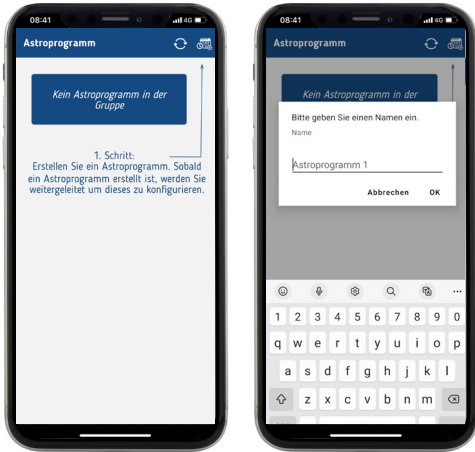 08:41
4G
Astroprogramm
Kein Astroprogramm in der
Gruppe
1. Schritt:
Erstellen Sie ein Astroprogramm. Sobald
ein Astroprogramm erstellt ist, werden Sie
weitergeleitet um dieses zu konfigurieren.
08:41
4G
Astroprogramm
Kein Astroprogramm in der
Bitte geben Sie einen Namen ein.
Name
Astroprogramm 1
Abbrechen OK
1 2 3 4 5 6 7 8 9 0
q w e r t y u i o p
a s d f g h j k l
z x c v b n m